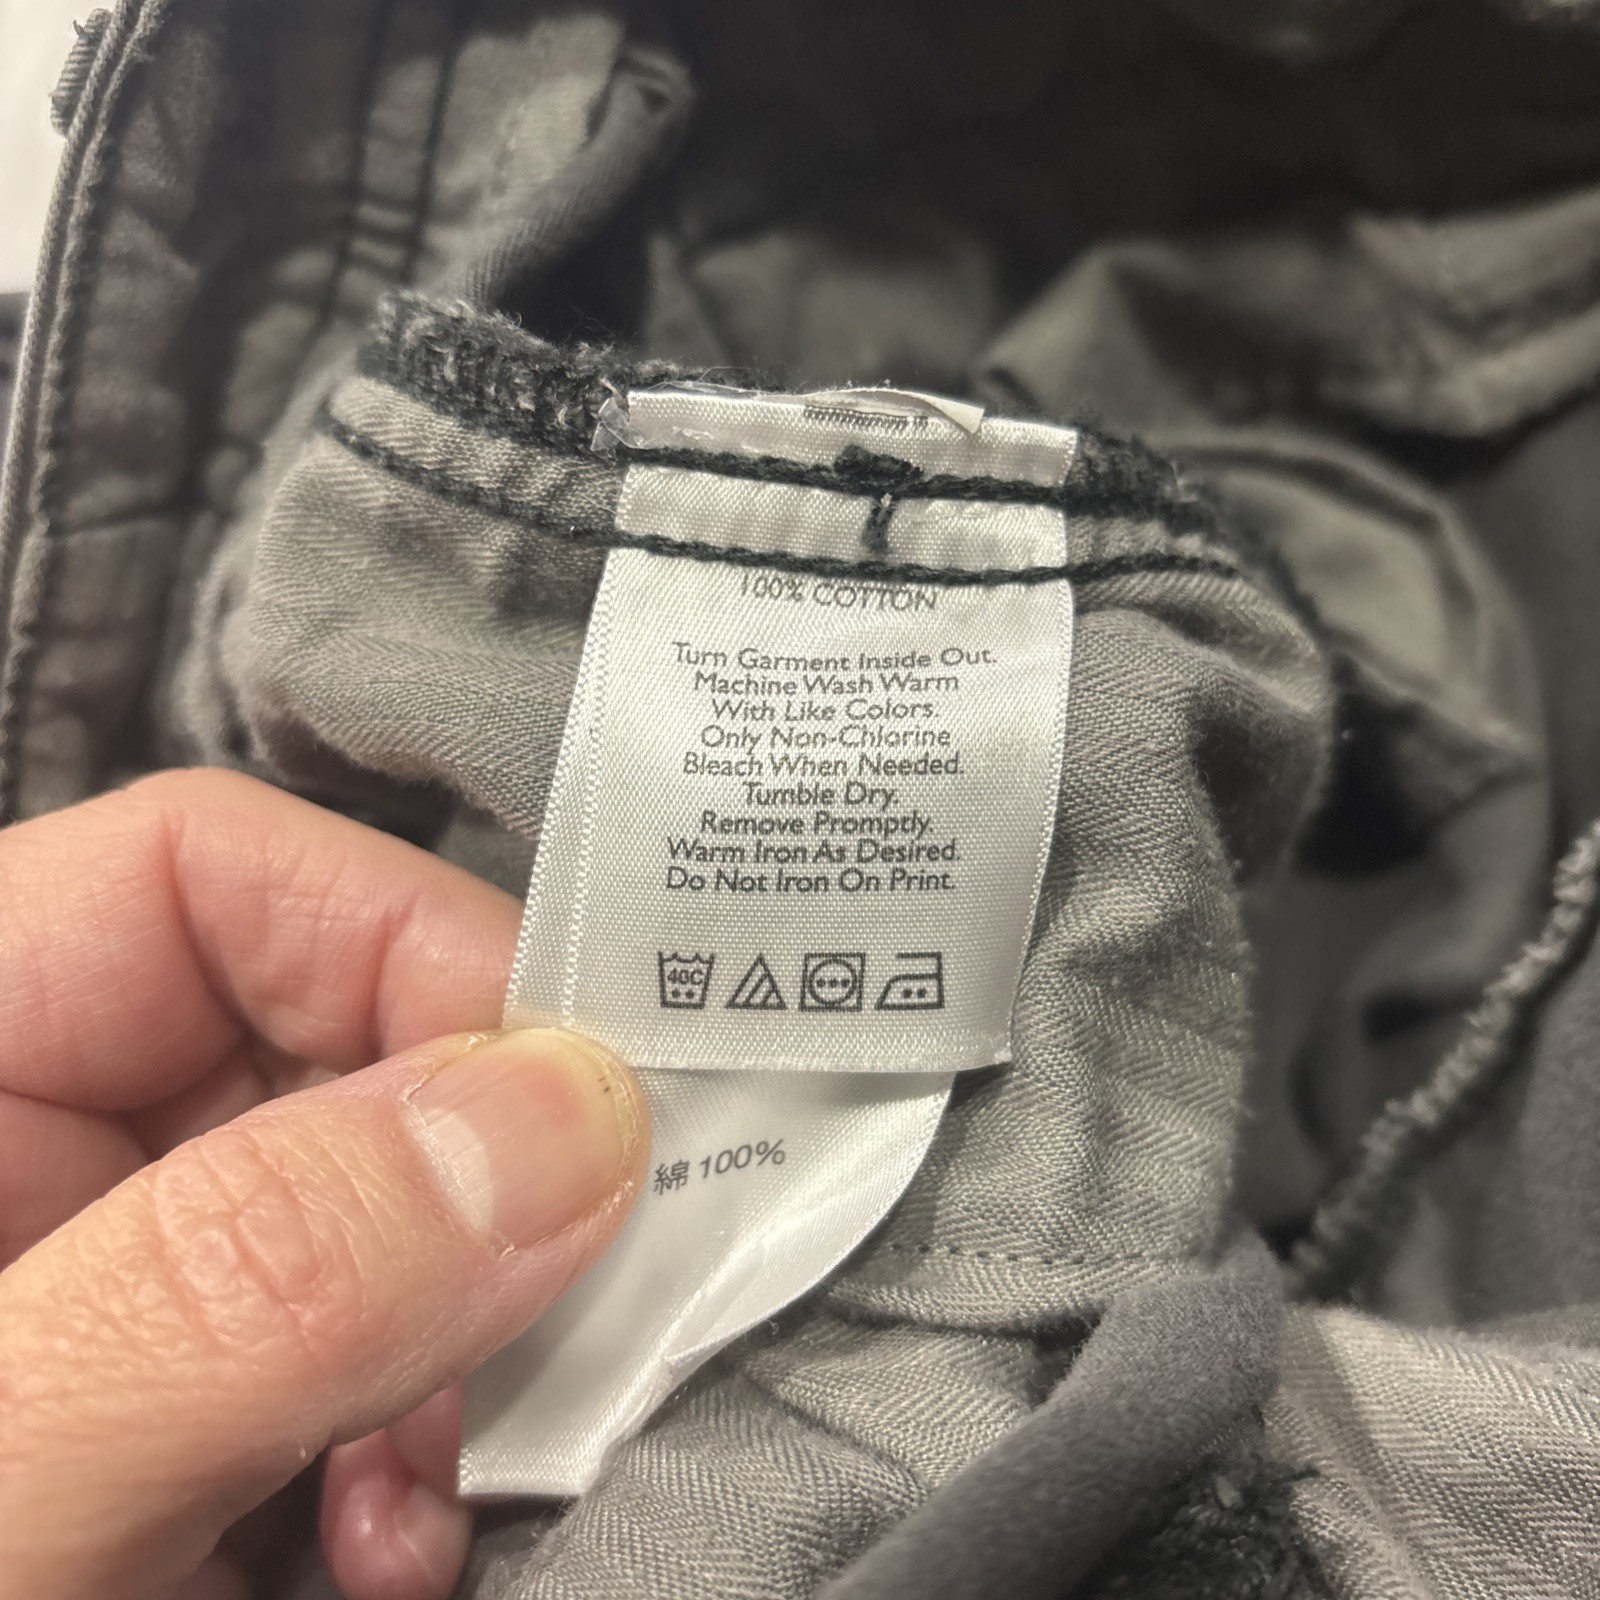 100% COTTON
Turn Garment Inside Out.
Machine Wash Warm
With Like Colors.
Only Non-Chlorine
Bleach When Needed.
Tumble Dry.
Remove Promptly.
Warm Iron As Desired.
Do Not Iron On Print.
40C
綿 100%